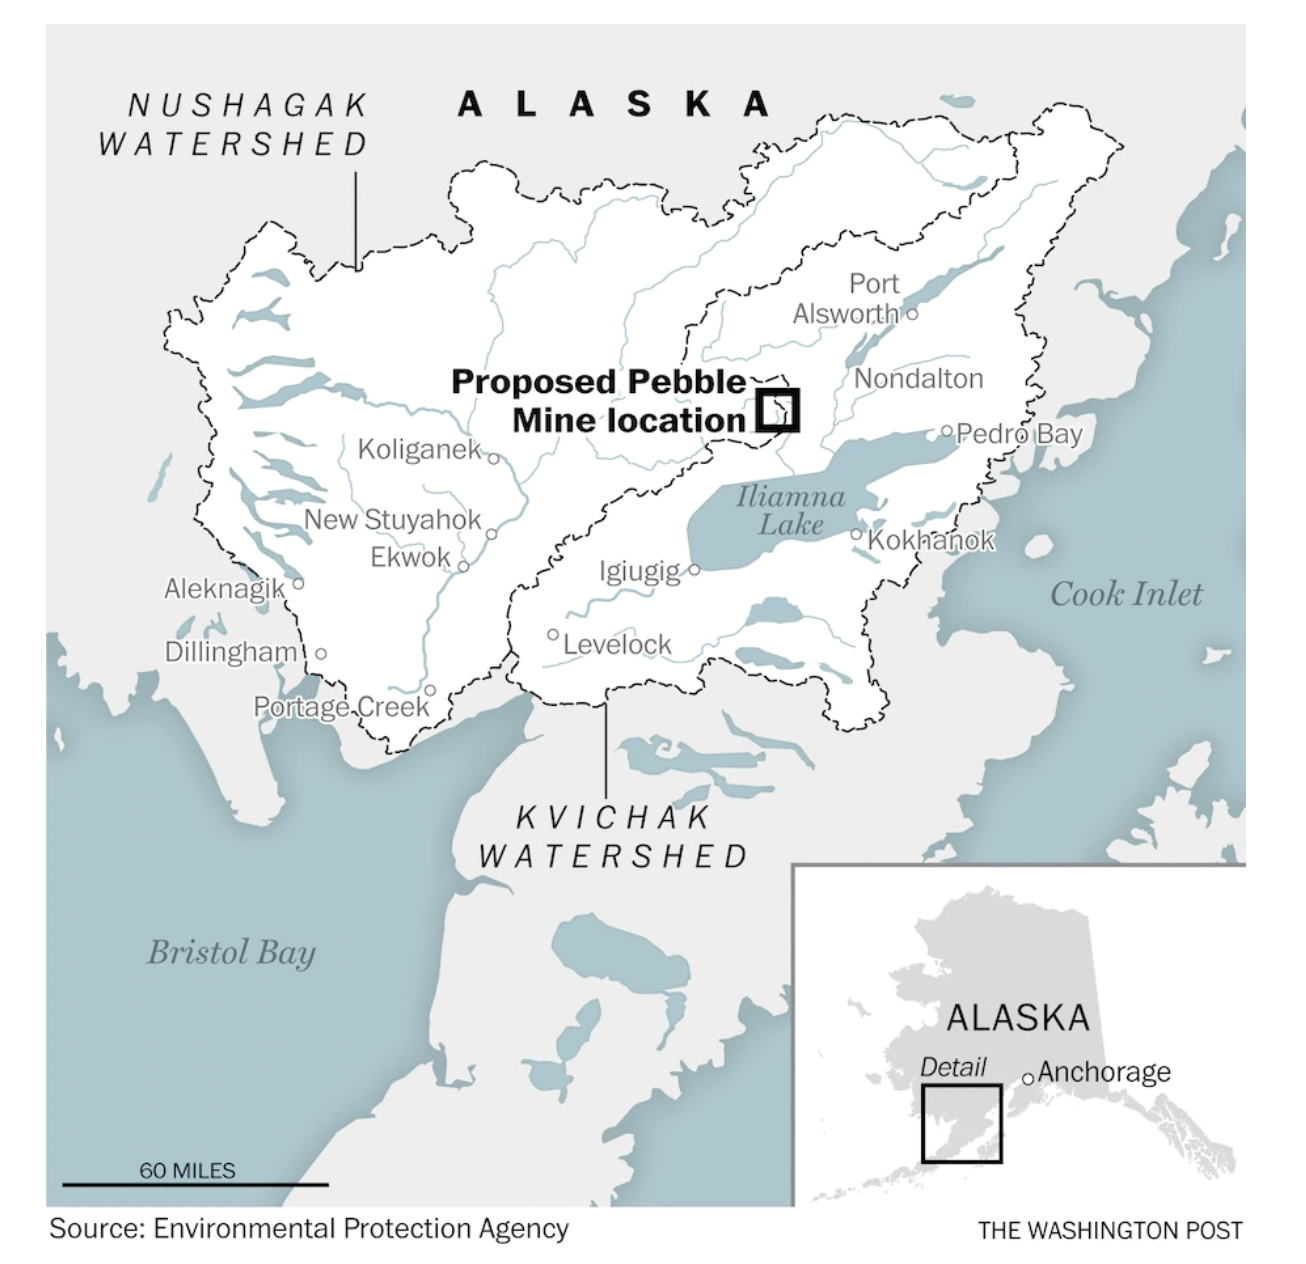 NUSHAGAK
WATERSHED
ALASKA
Port
Alsworth
Proposed Pebble
Mine location
Nondalton
Koliganek
Pedro Bay
Iliamna
Lake
New Stuyahok
Kokhanok
Ekwok
Igiugig
Aleknagik
Cook Inlet
Levelock
Dillingham
Portage Creek
KVICHAK
WATERSHED
Bristol Bay
ALASKA
Detail
Anchorage
60 MILES
Source: Environmental Protection Agency
THE WASHINGTON POST